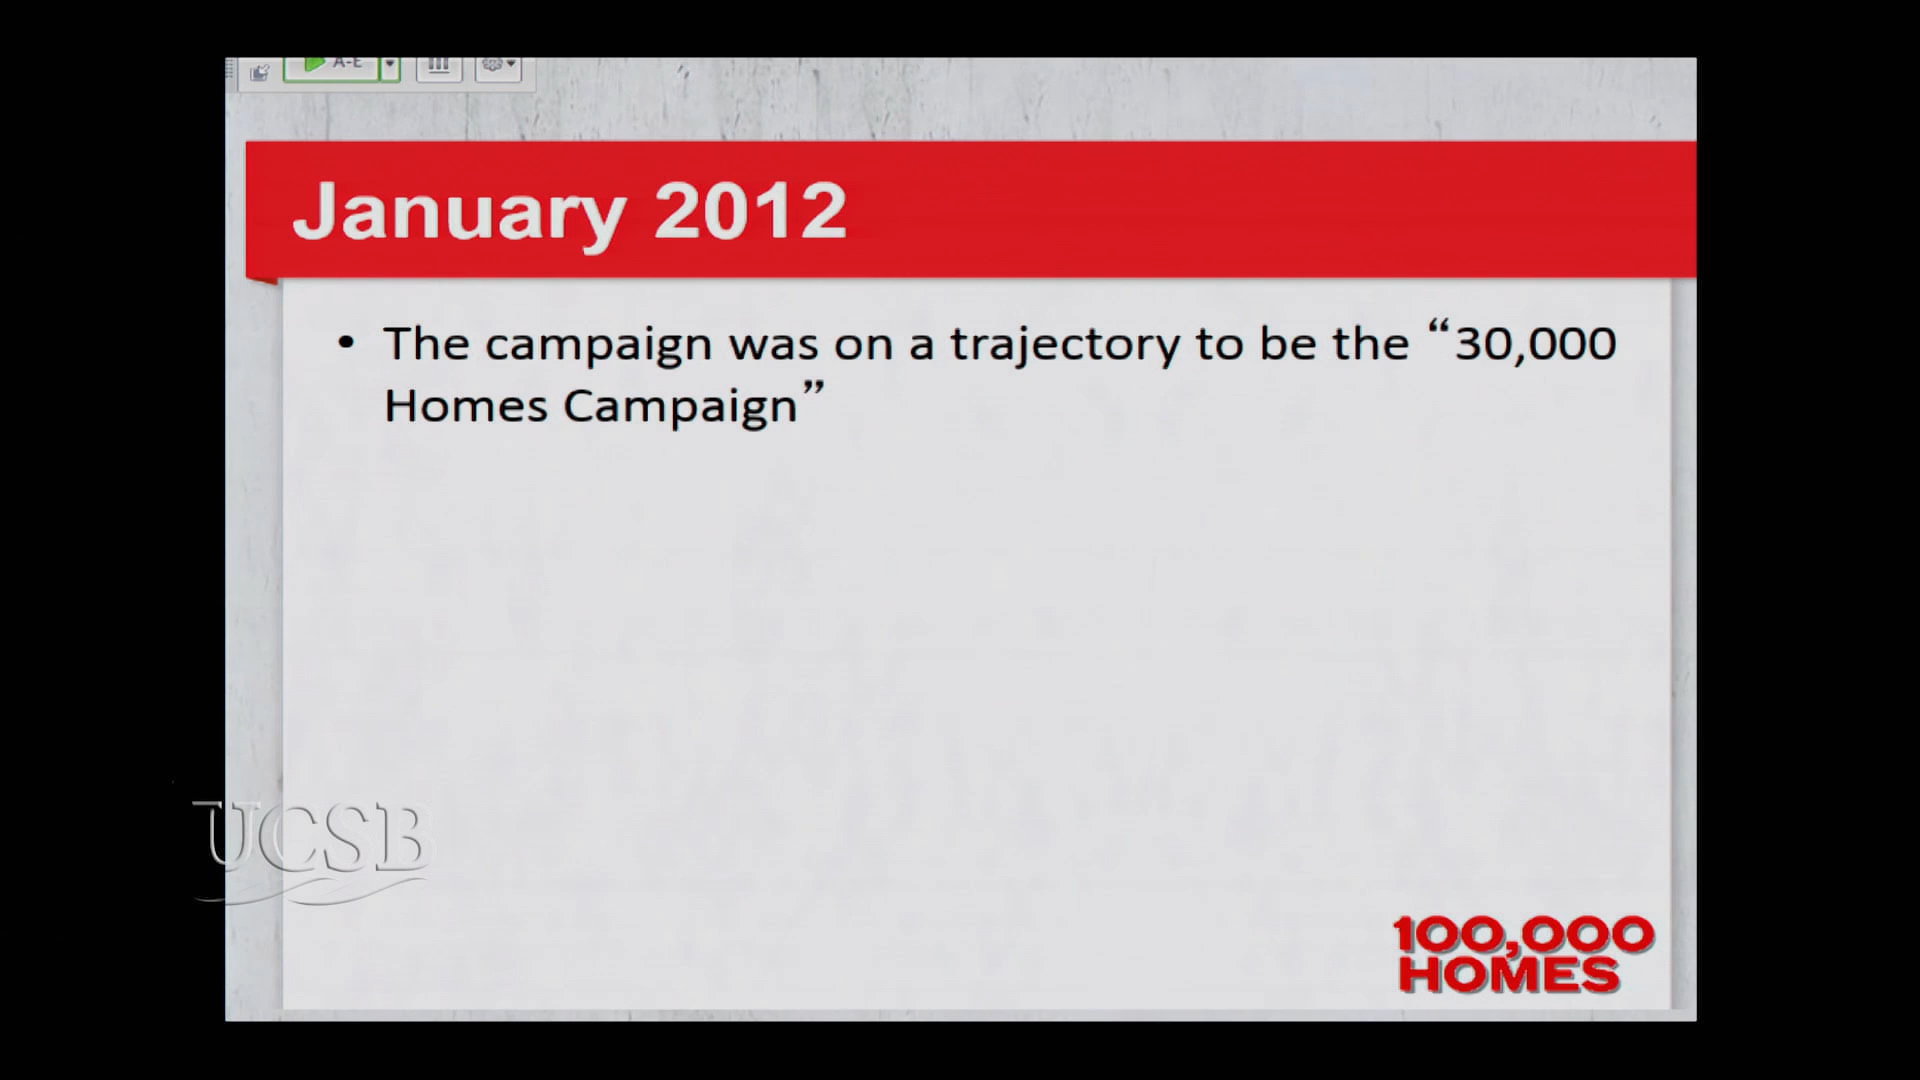 A-E
January 2012
• The campaign was on a trajectory to be the “30,000
Homes Campaign”
UCSB
100,000
HOMES